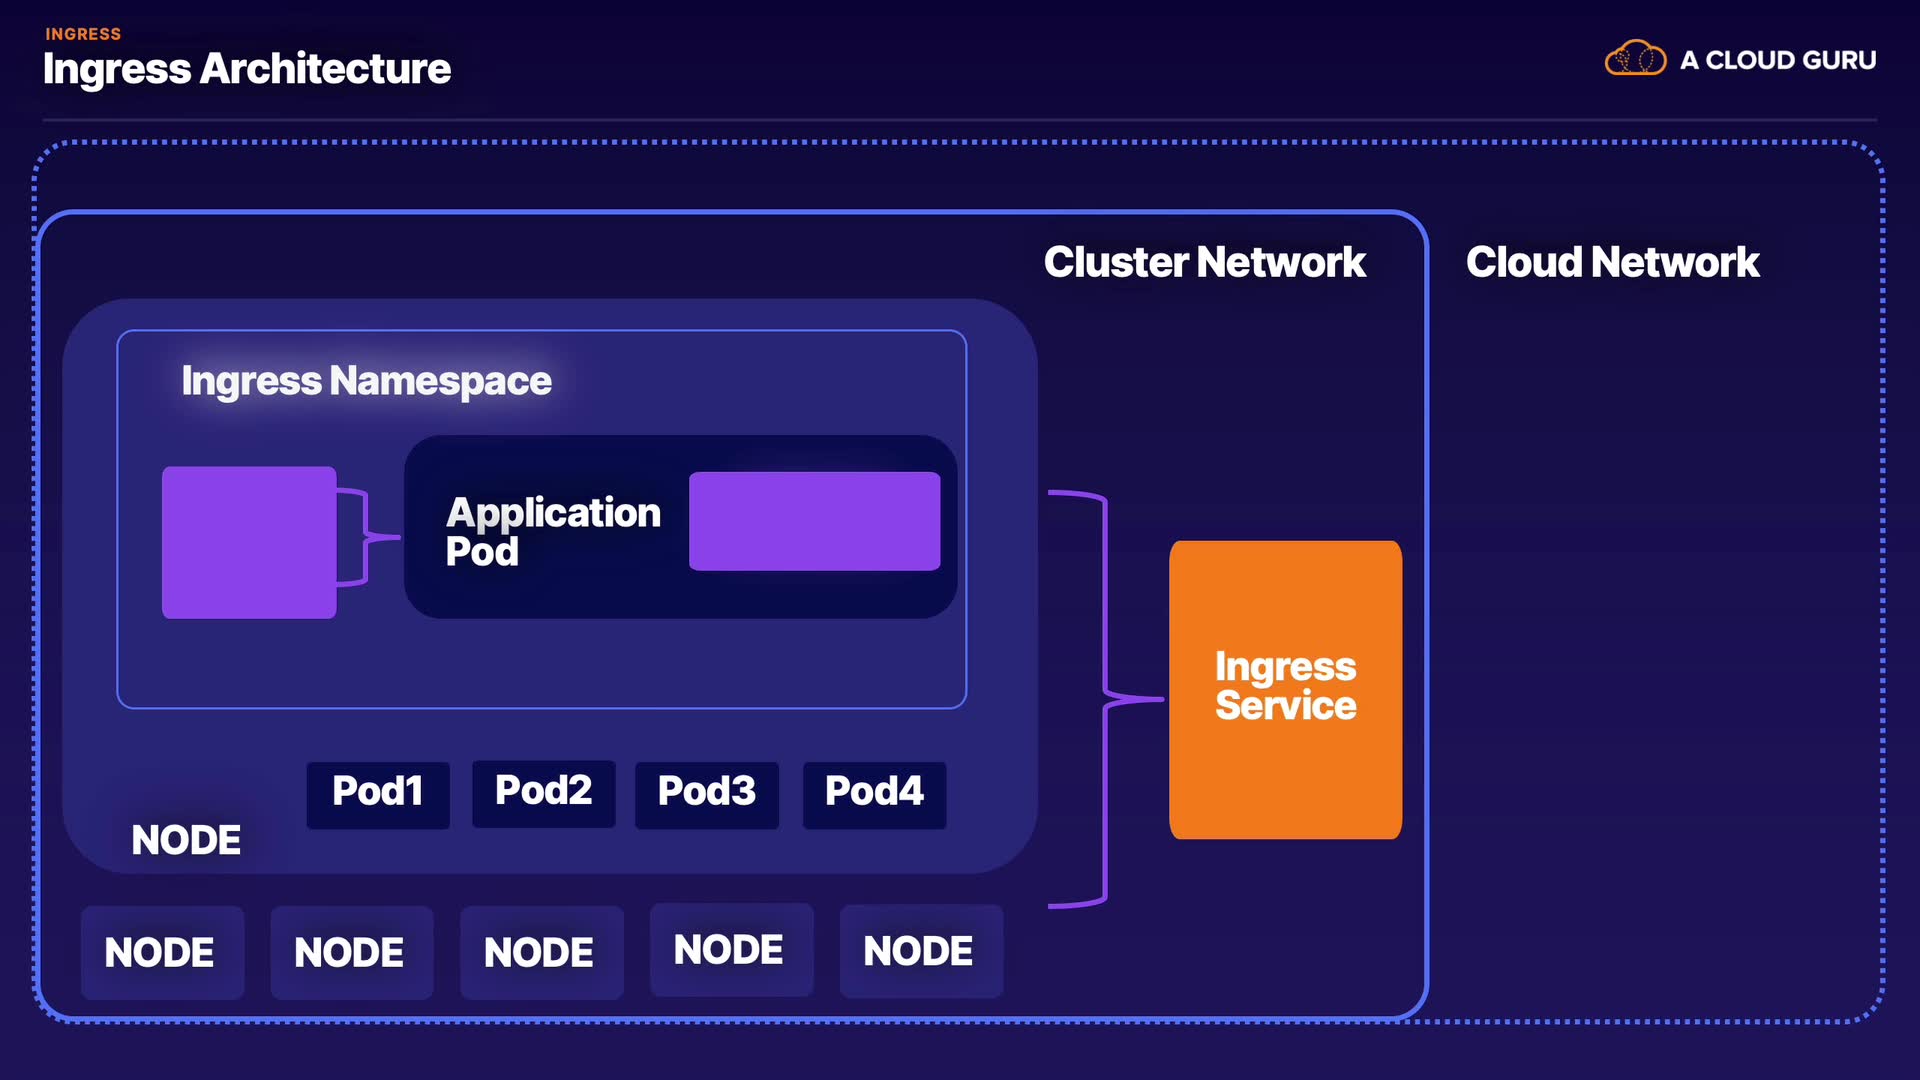 INGRESS
Ingress Architecture
A CLOUD GURU
Cluster Network
Cloud Network
Ingress Namespace
Application
Pod
Ingress
Service
Pod1
Pod2
Pod3
Pod4
NODE
NODE
NODE
NODE
NODE
NODE